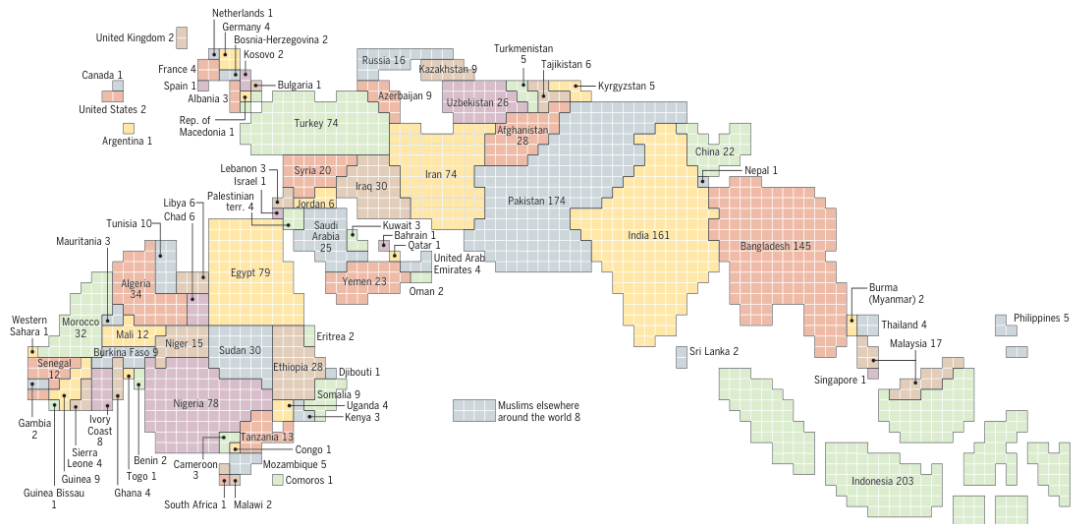 Netherlands 1
Germany 4
Bosnia-Herzegovina 2
Kosovo 2
United Kingdom 2
France 4
Spain 1
Albania 3
Bulgaria 1
Rep. of
Macedonia 1
Canada 1
United States 2
Argentina 1
Russia 16
Kazakhstan 9
Turkmenistan
5
Tajikistan 6
Kyrgyzstan 5
Azerbaijan 9
Uzbekistan 26
Turkey 74
Afghanistan
28
China 22
Nepal 1
Lebanon 3
Israel 1
Palestinian
terr. 4
Syria 20
Iraq 30
Iran 74
Jordan 6
Pakistan 174
India 161
Bangladesh 145
Saudi
Arabia
25
Kuwait 3
Bahrain 1
Qatar 1
United Arab
Emirates 4
Oman 2
Yemen 23
Libya 6
Chad 6
Tunisia 10
Mauritania 3
Algeria
34
Egypt 79
Morocco
32
Western
Sahara 1
Mali 12
Niger 15
Sudan 30
Eritrea 2
Burkina Faso 9
Senegal
12
Ethiopia 28
Djibouti 1
Somalia 9
Nigeria 78
Uganda 4
Kenya 3
Gambia
2
Ivory
Coast
8
Sierra
Leone 4
Guinea 9
Guinea Bissau
1
Benin 2
Togo 1
Ghana 4
Tanzania 13
Congo 1
Cameroon
3
Mozambique 5
Comoros 1
South Africa 1
Malawi 2
Muslims elsewhere
around the world 8
Burma
(Myanmar) 2
Thailand 4
Philippines 5
Malaysia 17
Sri Lanka 2
Singapore 1
Indonesia 203